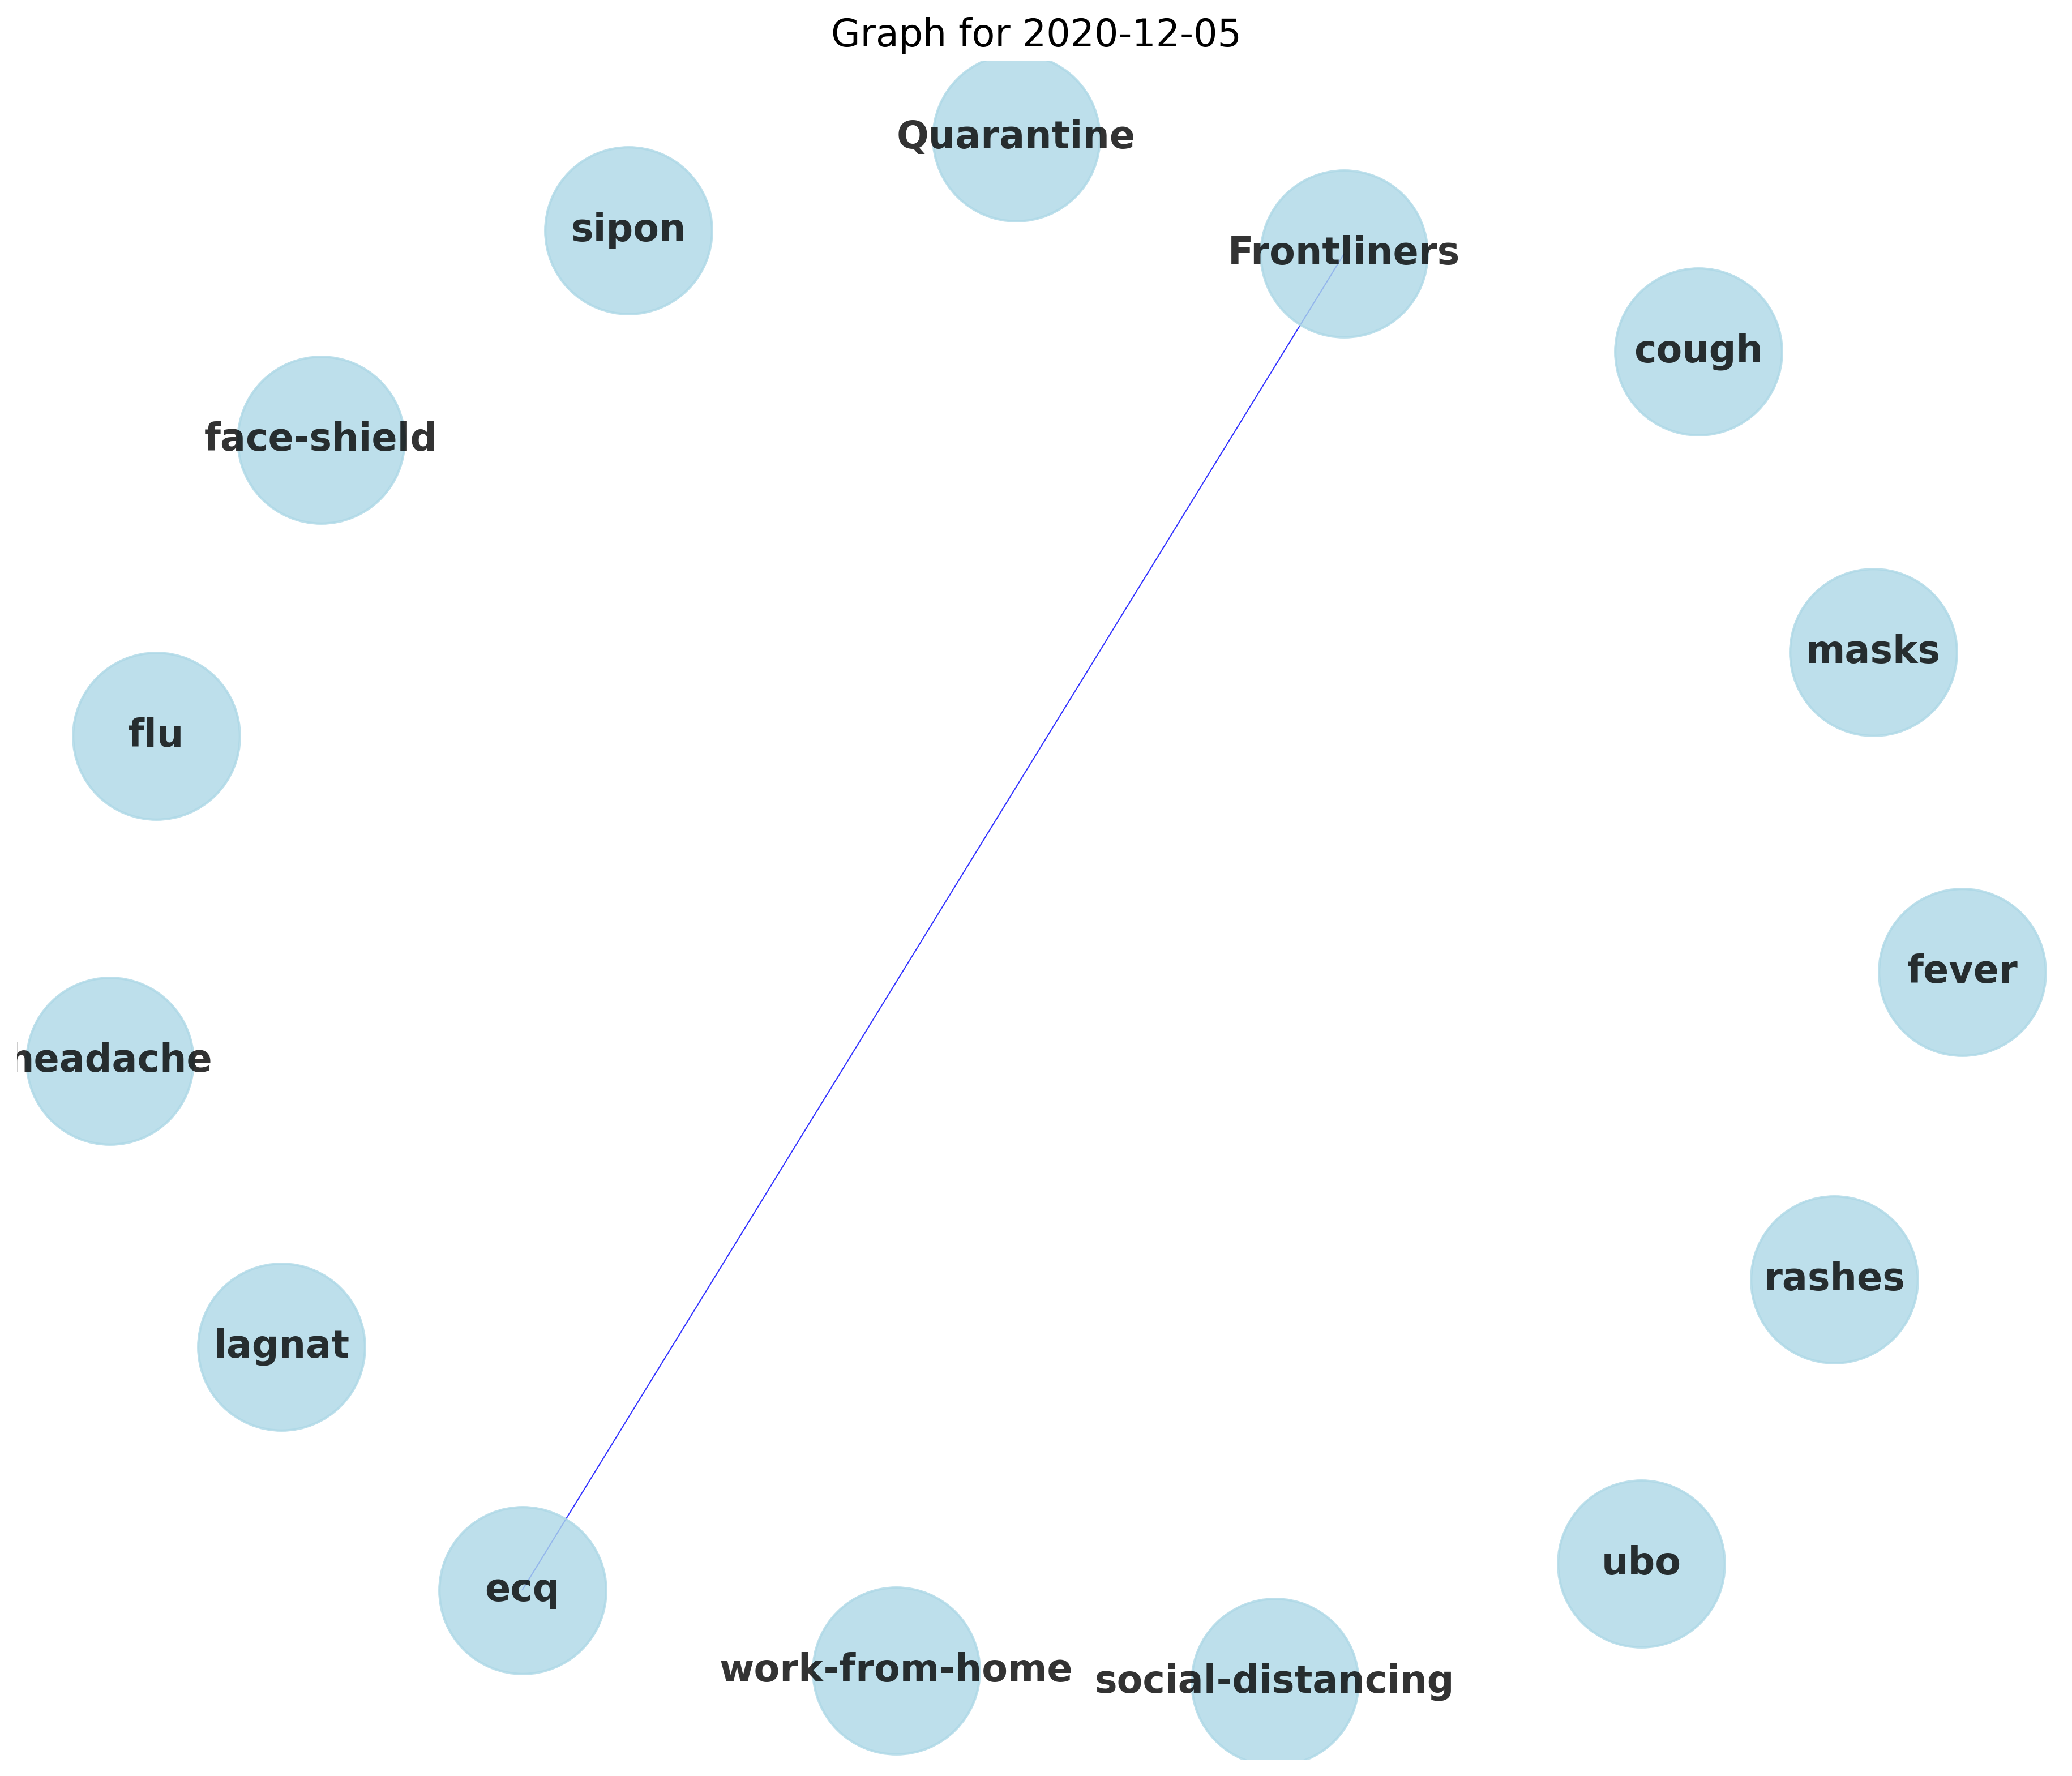 Graph for 2020-12-05
Quarantine
sipon
Frontliners
cough
face-shield
masks
flu
fever
headache
rashes
lagnat
ubo
ecq
work-from-home
social-distancing